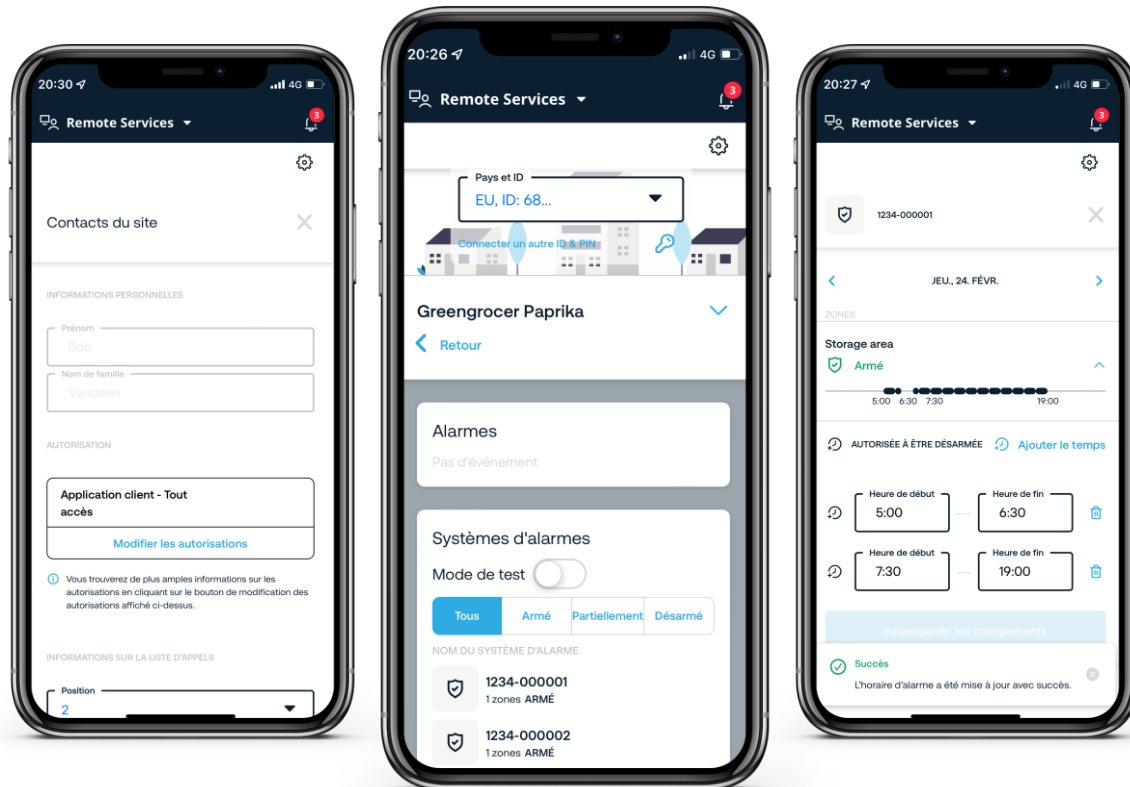 20:30
4G
Remote Services
3
Contacts du site
INFORMATIONS PERSONNELLES
Prénom
Bob
Nom de famille
Vandees
AUTORISATION
Application client - Tout
accès
Modifier les autorisations
Vous trouverez de plus amples informations sur les
autorisations en cliquant sur le bouton de modification des
autorisations affiché ci-dessus.
INFORMATIONS SUR LA LISTE D'APPELS
Position
2
20:26
4G
Remote Services
3
Pays et ID
EU, ID: 68...
Connecter un autre ID & PIN
Greengrocer Paprika
Retour
Alarmes
Pas d'événement
Systèmes d'alarmes
Mode de test
Tous Armé Partiellement Désarmé
NOM DU SYSTÈME D'ALARME
1234-000001
1 zones ARMÉ
1234-000002
1 zones ARMÉ
20:27
4G
Remote Services
3
1234-000001
JEU., 24. FÉVR.
ZONES
Storage area
Armé
5:00 6:30 7:30 19:00
AUTORISÉE À ÊTRE DÉSARMÉE Ajouter le temps
Heure de début Heure de fin
5:00 6:30
Heure de début Heure de fin
7:30 19:00
Sauvegarder les changements
Succès
L'horaire d'alarme a été mise à jour avec succès.